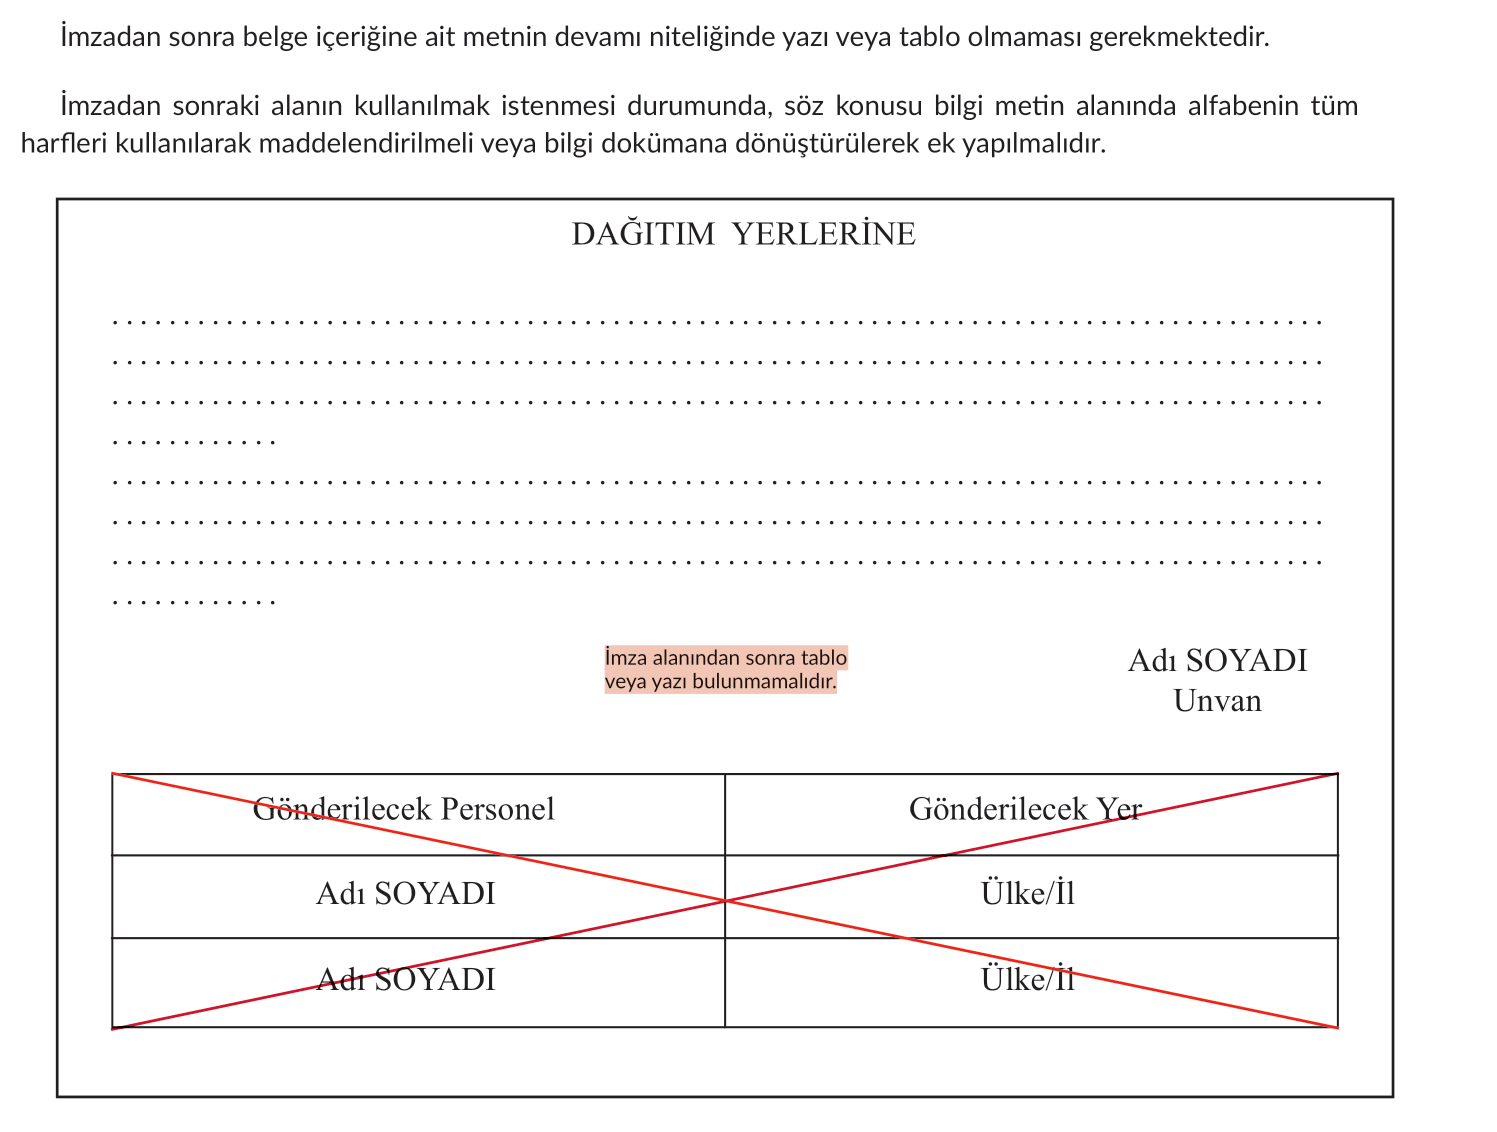 İmzadan sonra belge içeriğine ait metnin devamı niteliğinde yazı veya tablo olmaması gerekmektedir.
İmzadan sonraki alanın kullanılmak istenmesi durumunda, söz konusu bilgi metin alanında alfabenin tüm
harfleri kullanılarak maddelendirilmeli veya bilgi dokümana dönüştürülerek ek yapılmalıdır.
DAĞITIM YERLERİNE
. . . . . . . . . . . . . . . . . . . . . . . . . . . . . . . . . . . . . . . . . . . . . . . . . . . . . . . . . . . . . . . . . . . . . . . . . . . . . . . . . . . . .
. . . . . . . . . . . . . . . . . . . . . . . . . . . . . . . . . . . . . . . . . . . . . . . . . . . . . . . . . . . . . . . . . . . . . . . . . . . . . . . . . . . . .
. . . . . . . . . . . . . . . . . . . . . . . . . . . . . . . . . . . . . . . . . . . . . . . . . . . . . . . . . . . . . . . . . . . . . . . . . . . . . . . . . . . . .
. . . . . . . . . . . .
. . . . . . . . . . . . . . . . . . . . . . . . . . . . . . . . . . . . . . . . . . . . . . . . . . . . . . . . . . . . . . . . . . . . . . . . . . . . . . . . . . . . .
. . . . . . . . . . . . . . . . . . . . . . . . . . . . . . . . . . . . . . . . . . . . . . . . . . . . . . . . . . . . . . . . . . . . . . . . . . . . . . . . . . . . .
. . . . . . . . . . . . . . . . . . . . . . . . . . . . . . . . . . . . . . . . . . . . . . . . . . . . . . . . . . . . . . . . . . . . . . . . . . . . . . . . . . . . .
. . . . . . . . . . . .
İmza alanından sonra tablo
veya yazı bulunmamalıdır.
Adı SOYADI
Unvan
Gönderilecek Personel Gönderilecek Yer
Adı SOYADI Ülke/İl
Adı SOYADI Ülke/İl